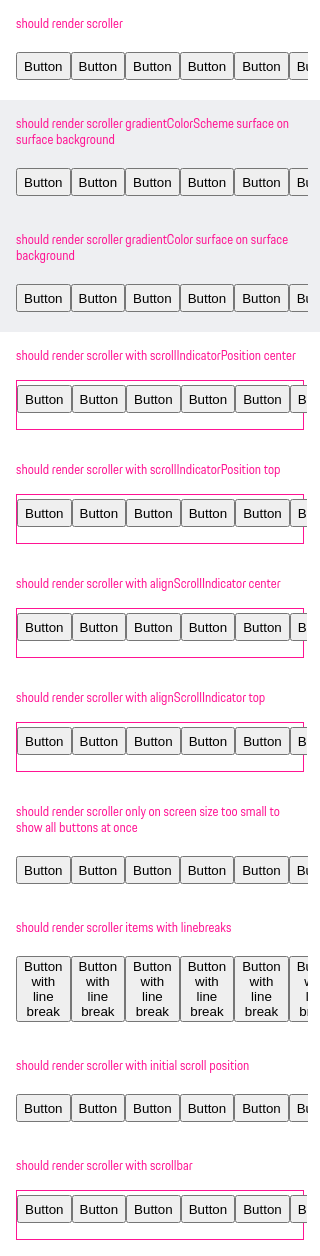 should render scroller
Button Button Button Button Button Bu
should render scroller gradientColorScheme surface on
surface background
Button Button Button Button Button Bu
should render scroller gradientColor surface on surface
background
Button Button Button Button Button Bu
should render scroller with scrollIndicatorPosition center
Button Button Button Button Button B
should render scroller with scrollIndicatorPosition top
Button Button Button Button Button B
should render scroller with alignScrollIndicator center
Button Button Button Button Button B
should render scroller with alignScrollIndicator top
Button Button Button Button Button B
should render scroller only on screen size too small to
show all buttons at once
Button Button Button Button Button Bu
should render scroller items with linebreaks
Button Button Button Button Button Bu
with with with with with w
line line line line line l
break break break break break br
should render scroller with initial scroll position
Button Button Button Button Button Bu
should render scroller with scrollbar
Button Button Button Button Button B